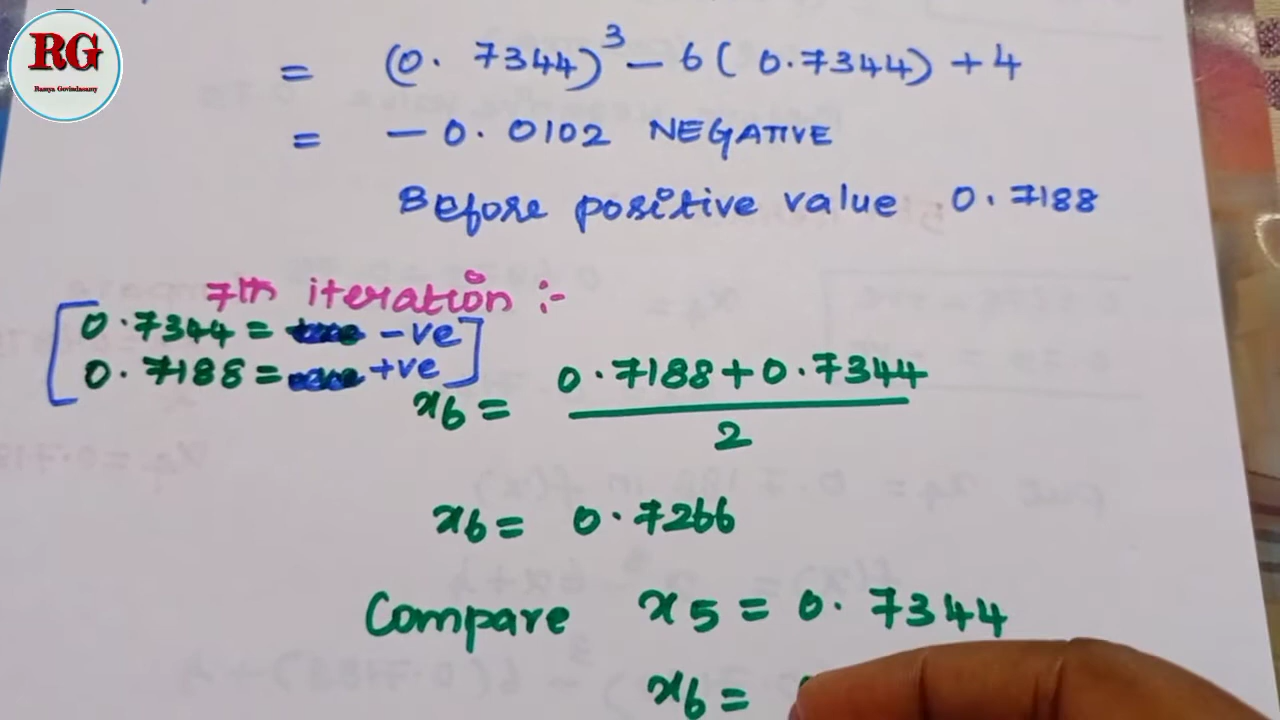 RG
Ramya Govindasamy
= (0. 7344)³ – 6 ( 0.7344) + 4
= – 0. 0102 NEGATIVE
Before positive value 0. 7188
7th iteration :-
0.7344 = -ve
0. 7188 = +ve
x6 = 0.7188+0.7344
2
x6 = 0.7266
Compare x5 = 0. 7344
x6 =